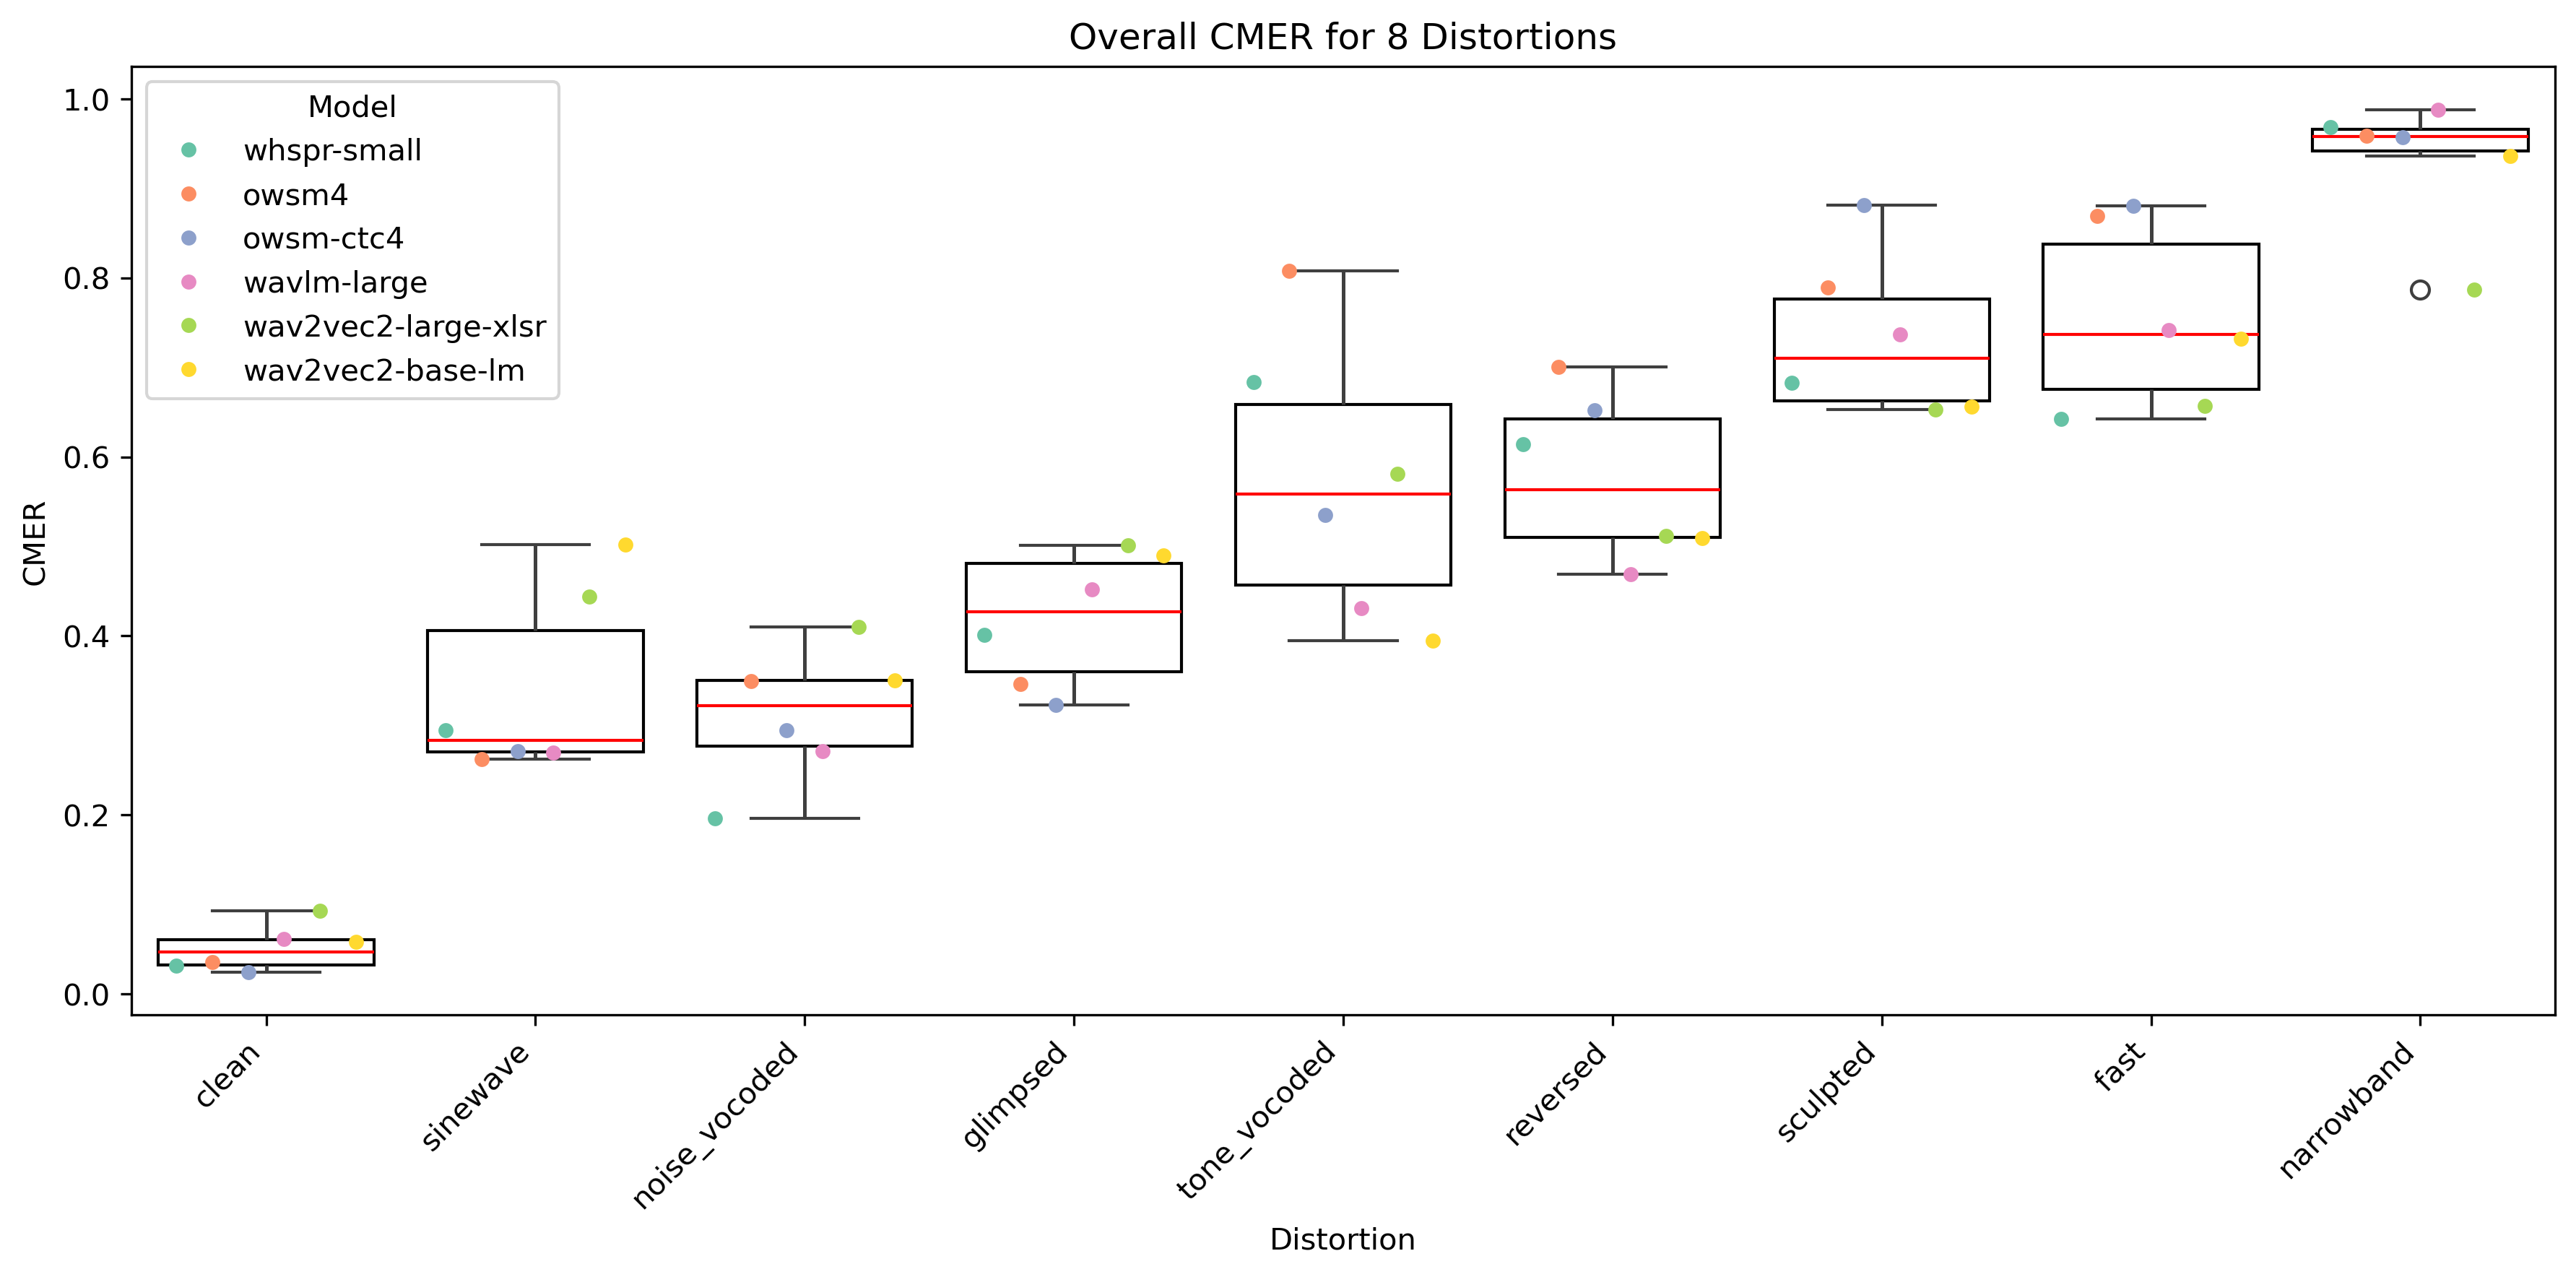 Overall CMER for 8 Distortions
CMER
1.0
0.8
0.6
0.4
0.2
0.0
Model
whspr-small
owsm4
owsm-ctc4
wavlm-large
wav2vec2-large-xlsr
wav2vec2-base-lm
clean
sinewave
noise_vocoded
glimpsed
tone_vocoded
reversed
sculpted
fast
narrowband
Distortion